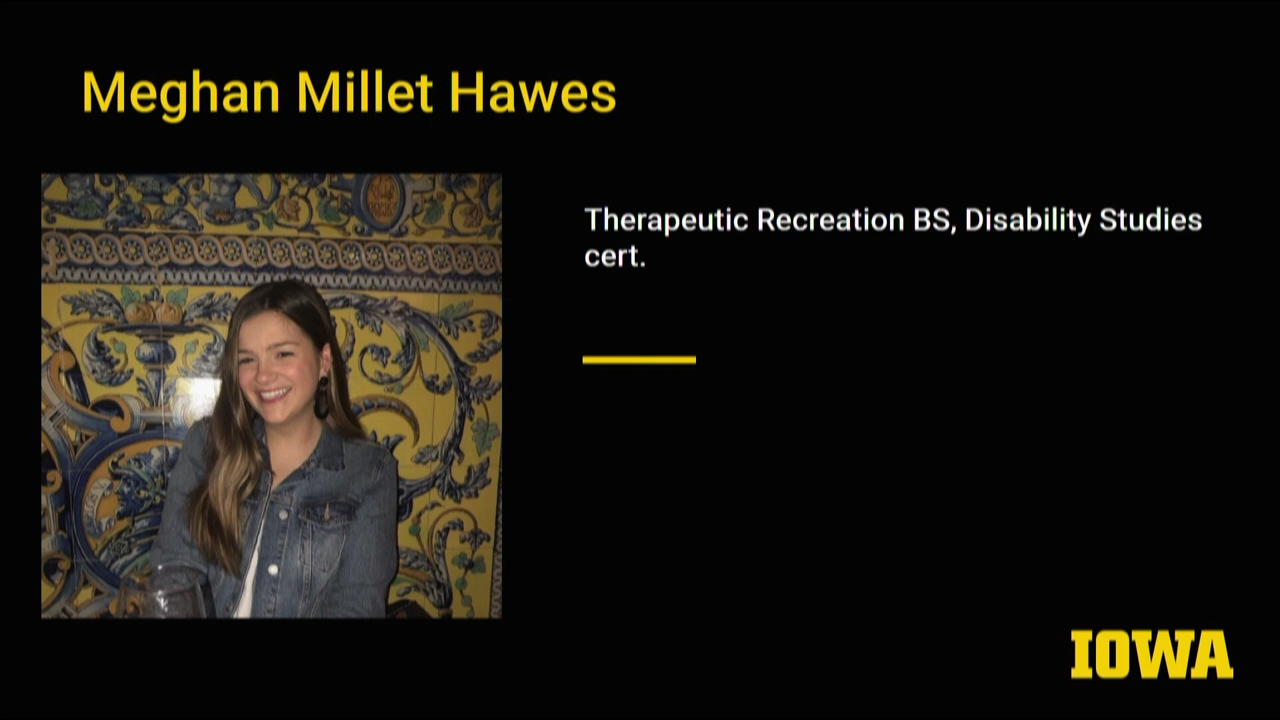 Meghan Millet Hawes
Therapeutic Recreation BS, Disability Studies
cert.
IOWA